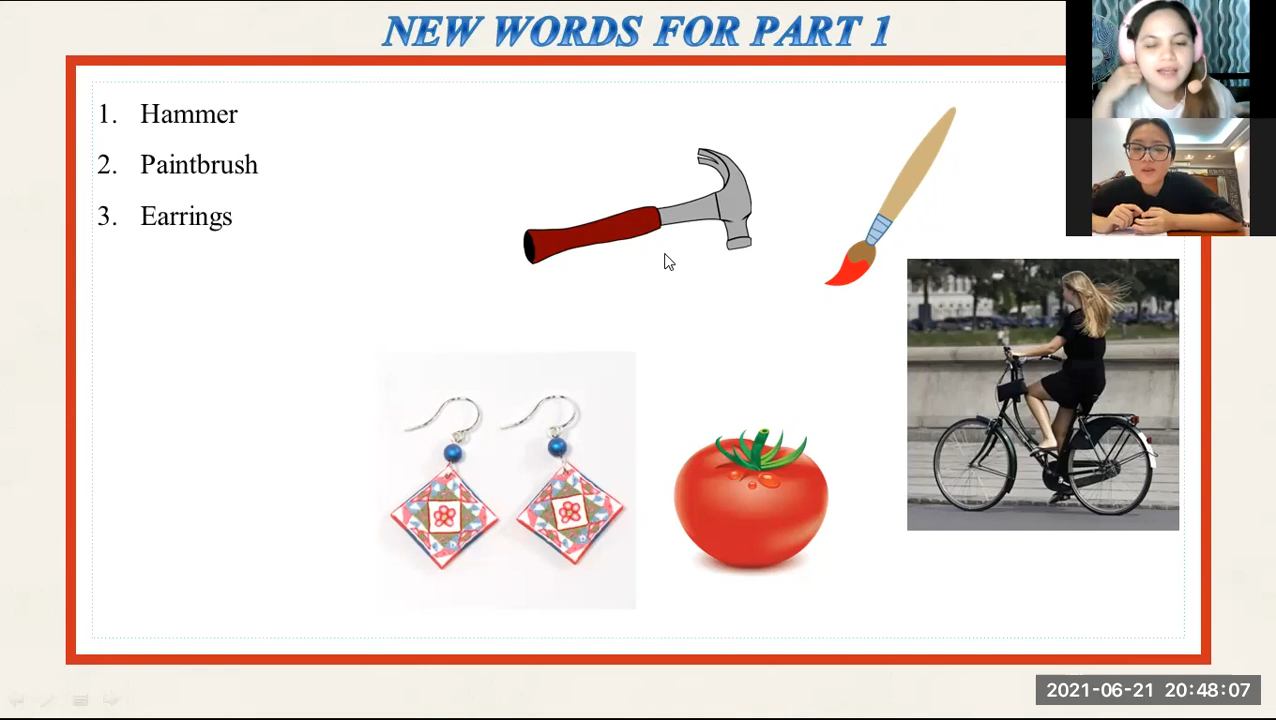 NEW WORDS FOR PART 1
1. Hammer
2. Paintbrush
3. Earrings
2021-06-21 20:48:07